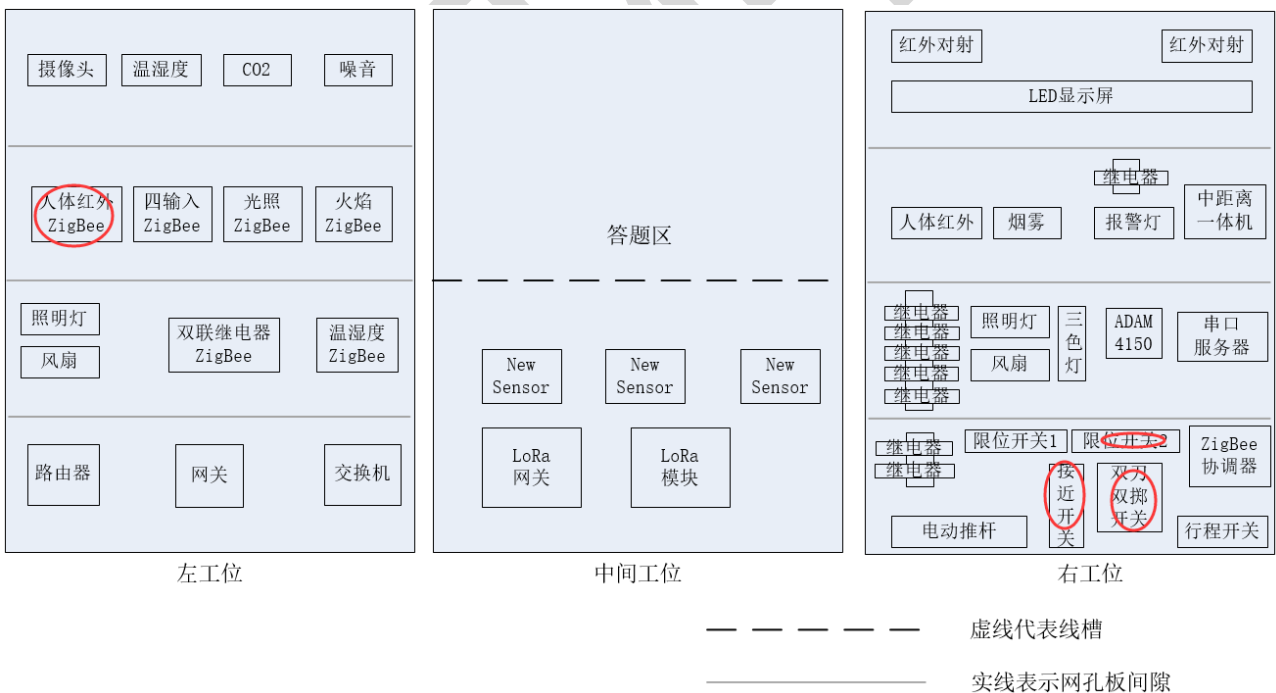 摄像头
温湿度
CO2
噪音
人体红外
ZigBee
四输入
ZigBee
光照
ZigBee
火焰
ZigBee
照明灯
风扇
双联继电器
ZigBee
温湿度
ZigBee
路由器
网关
交换机
左工位
答题区
New
Sensor
New
Sensor
New
Sensor
LoRa
网关
LoRa
模块
中间工位
红外对射
红外对射
LED显示屏
继电器
人体红外
烟雾
报警灯
中距离
一体机
继电器
继电器
继电器
继电器
继电器
照明灯
风扇
三
色
灯
ADAM
4150
串口
服务器
继电器
继电器
限位开关1
限位开关2
ZigBee
协调器
接
近
开
关
双刀
双掷
开关
电动推杆
行程开关
右工位
虚线代表线槽
实线表示网孔板间隙